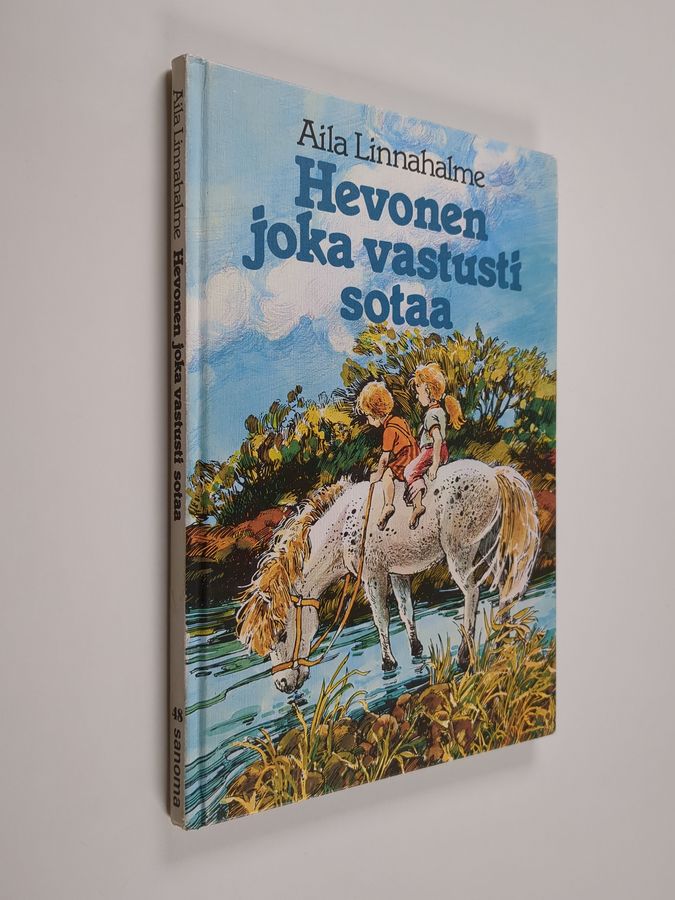 Aila Linnahalme
Hevonen
joka vastusti
sotaa
Aila Linnahalme Hevonen joka vastusti sotaa 48 sanoma